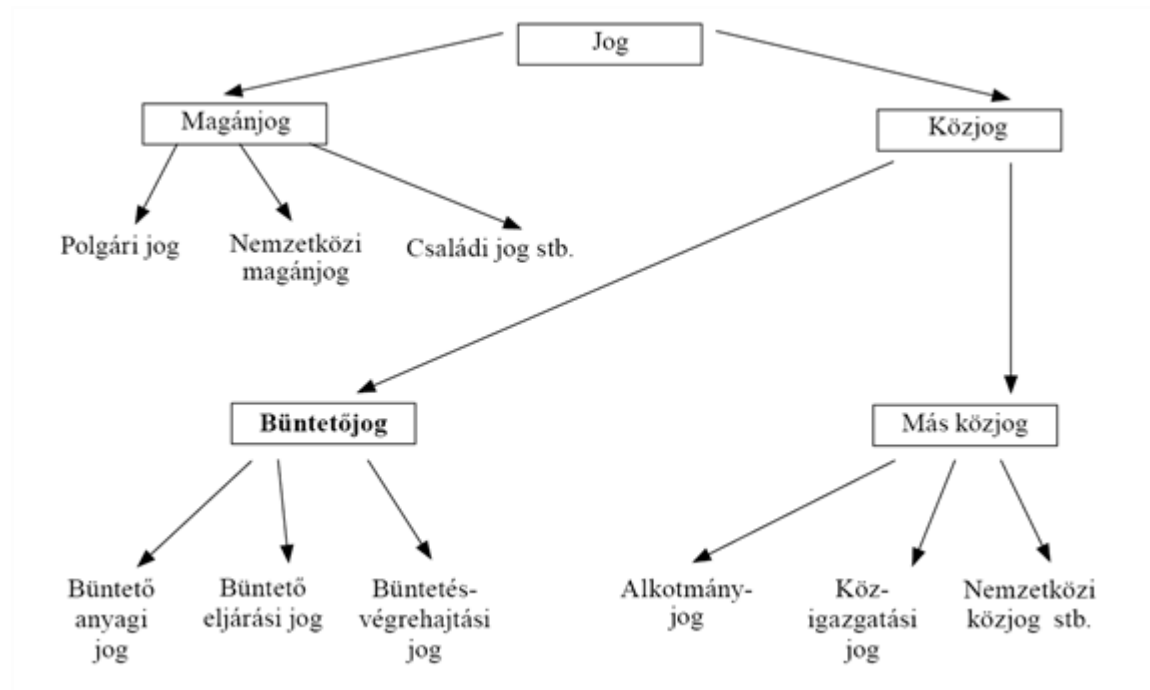 Jog
Magánjog
Közjog
Polgári jog
Nemzetközi
magánjog
Családi jog stb.
Büntetőjog
Más közjog
Büntető
anyagi
jog
Büntető
eljárási jog
Büntetés-
végrehajtási
jog
Alkotmány-
jog
Köz-
igazgatási
jog
Nemzetközi
közjog stb.